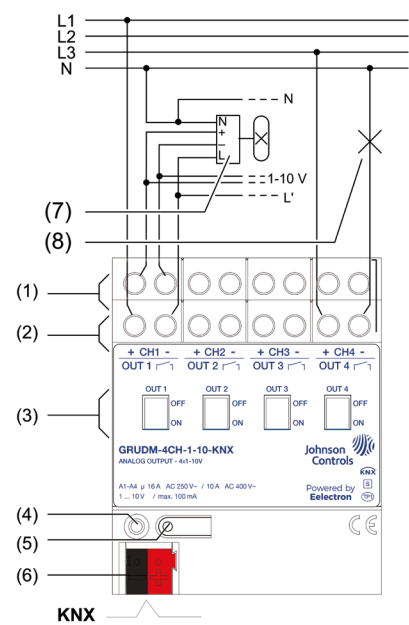 L1
L2
L3
N
N
N
+
–
L
1-10 V
L'
(7)
(8)
(1)
(2)
+ CH1 - + CH2 - + CH3 - + CH4 -
OUT 1 OUT 2 OUT 3 OUT 4
(3)
OUT 1 OUT 2 OUT 3 OUT 4
OFF OFF OFF OFF
ON ON ON ON
GRUDM-4CH-1-10-KNX
ANALOG OUTPUT - 4x1-10V
Johnson
Controls
KNX
A1-A4 µ 16 A AC 250 V~ / 10 A AC 400 V~
1 ... 10 V / max. 100 mA
Powered by
Eelectron
S
TP1
(4)
(5)
CE
(6)
KNX